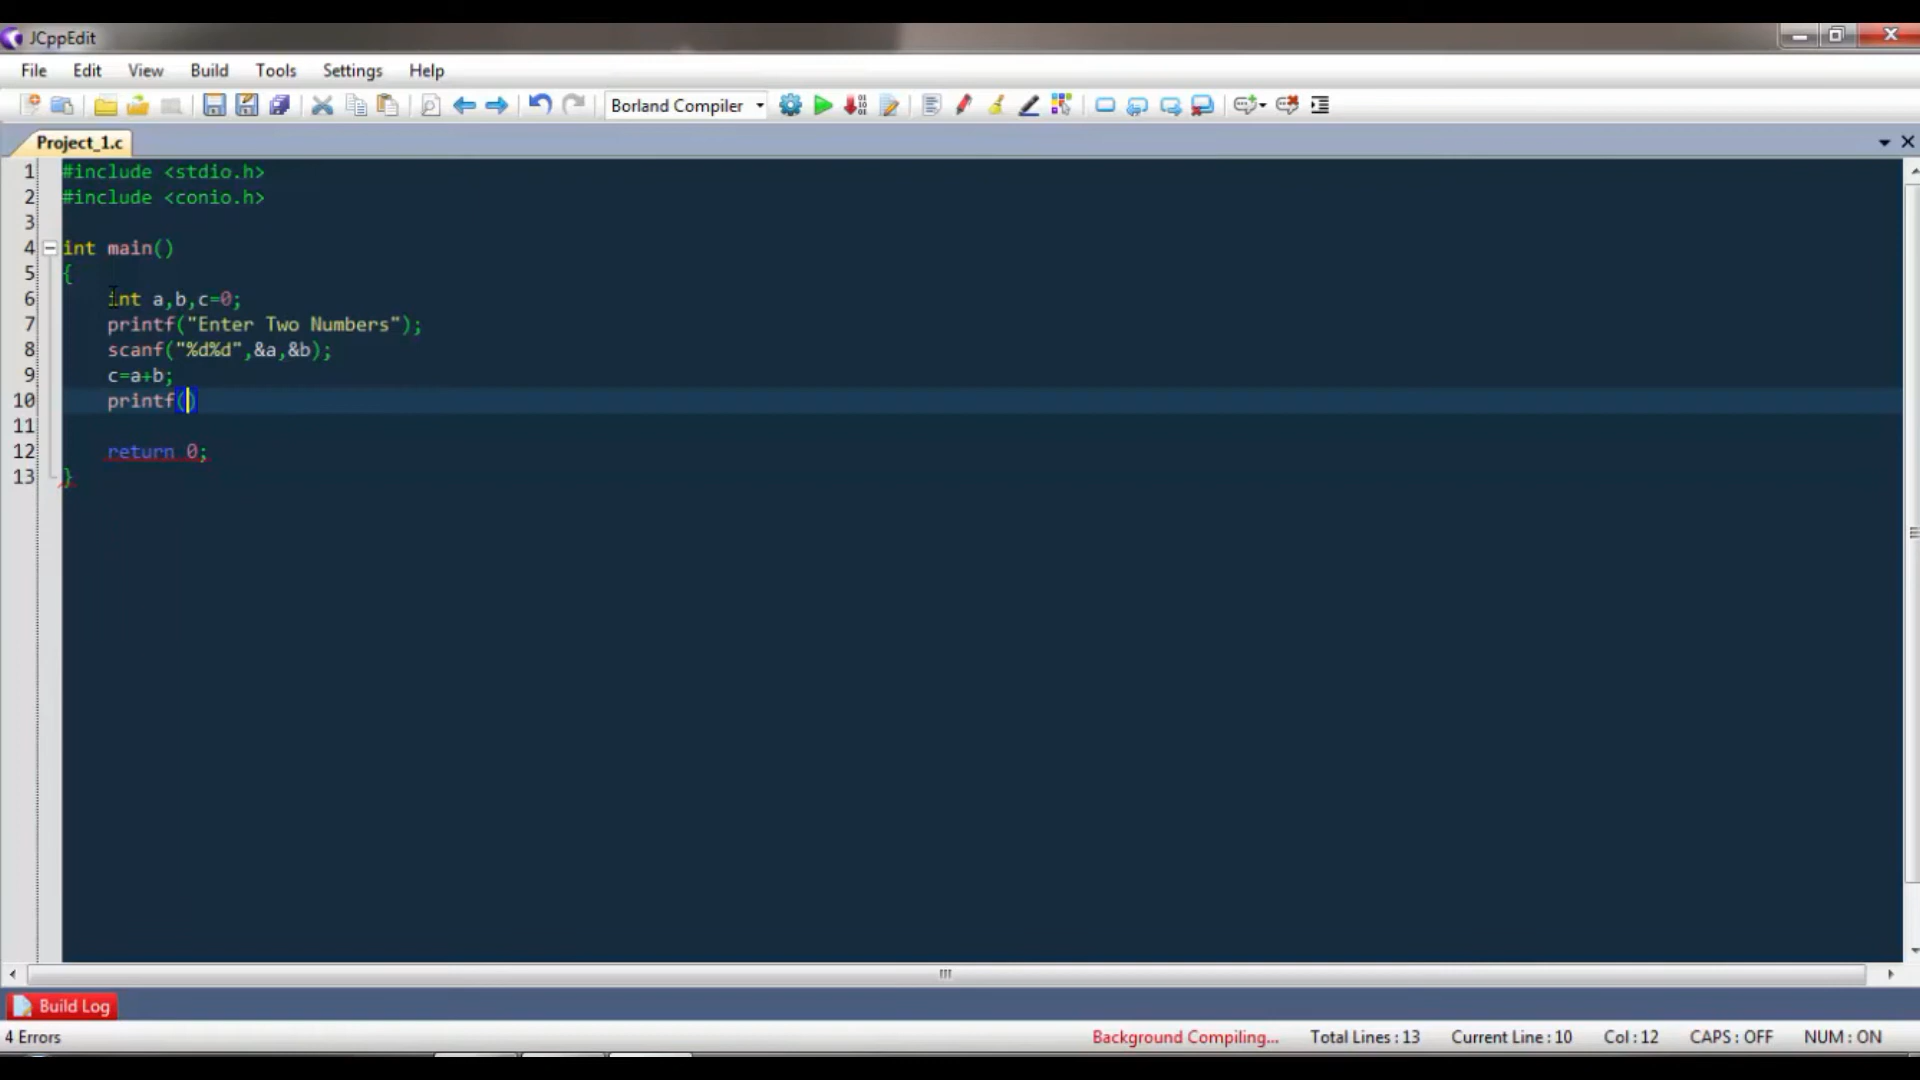 JCppEdit
File Edit View Build Tools Settings Help
Borland Compiler
Project_1.c
1 #include <stdio.h>
2 #include <conio.h>
3
4 int main()
5 {
6 int a,b,c=0;
7 printf("Enter Two Numbers");
8 scanf("%d%d",&a,&b);
9 c=a+b;
10 printf()
11
12 return 0;
13 }
Build Log
4 Errors Background Compiling... Total Lines : 13 Current Line : 10 Col : 12 CAPS : OFF NUM : ON